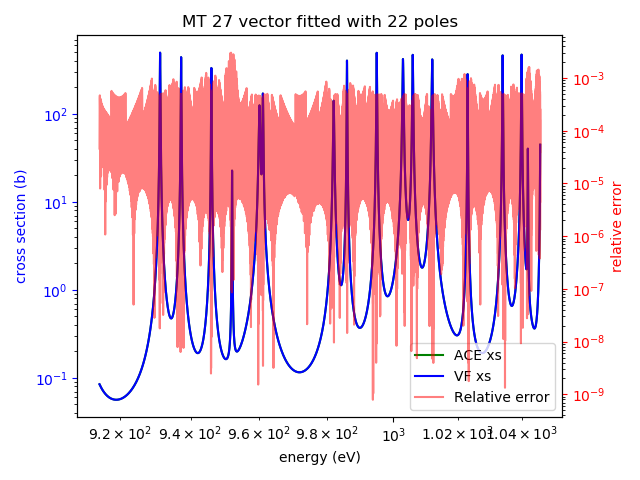 MT 27 vector fitted with 22 poles
10²
10¹
10⁰
10⁻¹
cross section (b)
10⁻³
10⁻⁴
10⁻⁵
10⁻⁶
10⁻⁷
10⁻⁸
10⁻⁹
relative error
ACE xs
VF xs
Relative error
9.2 × 10² 9.4 × 10² 9.6 × 10² 9.8 × 10² 10³ 1.02 × 10³ 1.04 × 10³
energy (eV)